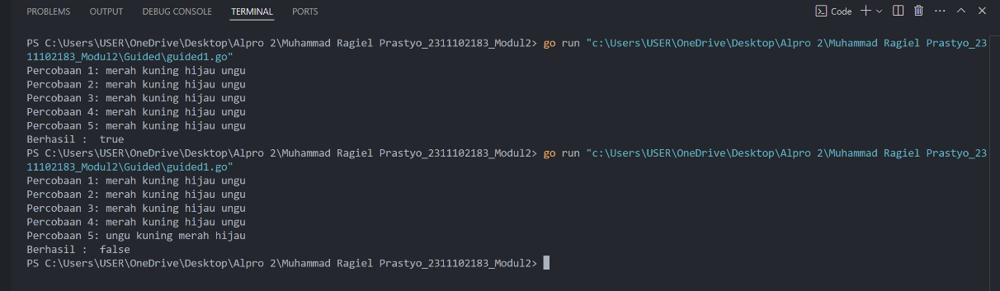 PROBLEMS OUTPUT DEBUG CONSOLE TERMINAL PORTS Code
PS C:\Users\USER\OneDrive\Desktop\Alpro 2\Muhammad Ragiel Prastyo_2311102183_Modul2> go run "c:\Users\USER\OneDrive\Desktop\Alpro 2\Muhammad Ragiel Prastyo_23
11102183_Modul2\Guided\guided1.go"
Percobaan 1: merah kuning hijau ungu
Percobaan 2: merah kuning hijau ungu
Percobaan 3: merah kuning hijau ungu
Percobaan 4: merah kuning hijau ungu
Percobaan 5: merah kuning hijau ungu
Berhasil :  true
PS C:\Users\USER\OneDrive\Desktop\Alpro 2\Muhammad Ragiel Prastyo_2311102183_Modul2> go run "c:\Users\USER\OneDrive\Desktop\Alpro 2\Muhammad Ragiel Prastyo_23
11102183_Modul2\Guided\guided1.go"
Percobaan 1: merah kuning hijau ungu
Percobaan 2: merah kuning hijau ungu
Percobaan 3: merah kuning hijau ungu
Percobaan 4: merah kuning hijau ungu
Percobaan 5: ungu kuning merah hijau
Berhasil :  false
PS C:\Users\USER\OneDrive\Desktop\Alpro 2\Muhammad Ragiel Prastyo_2311102183_Modul2>